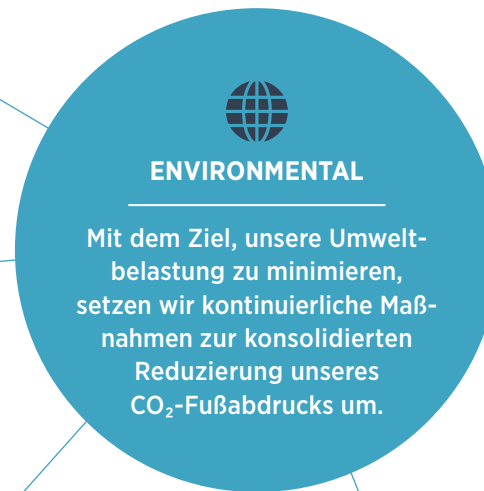 ENVIRONMENTAL
Mit dem Ziel, unsere Umwelt-
belastung zu minimieren,
setzen wir kontinuierliche Maß-
nahmen zur konsolidierten
Reduzierung unseres
CO₂-Fußabdrucks um.